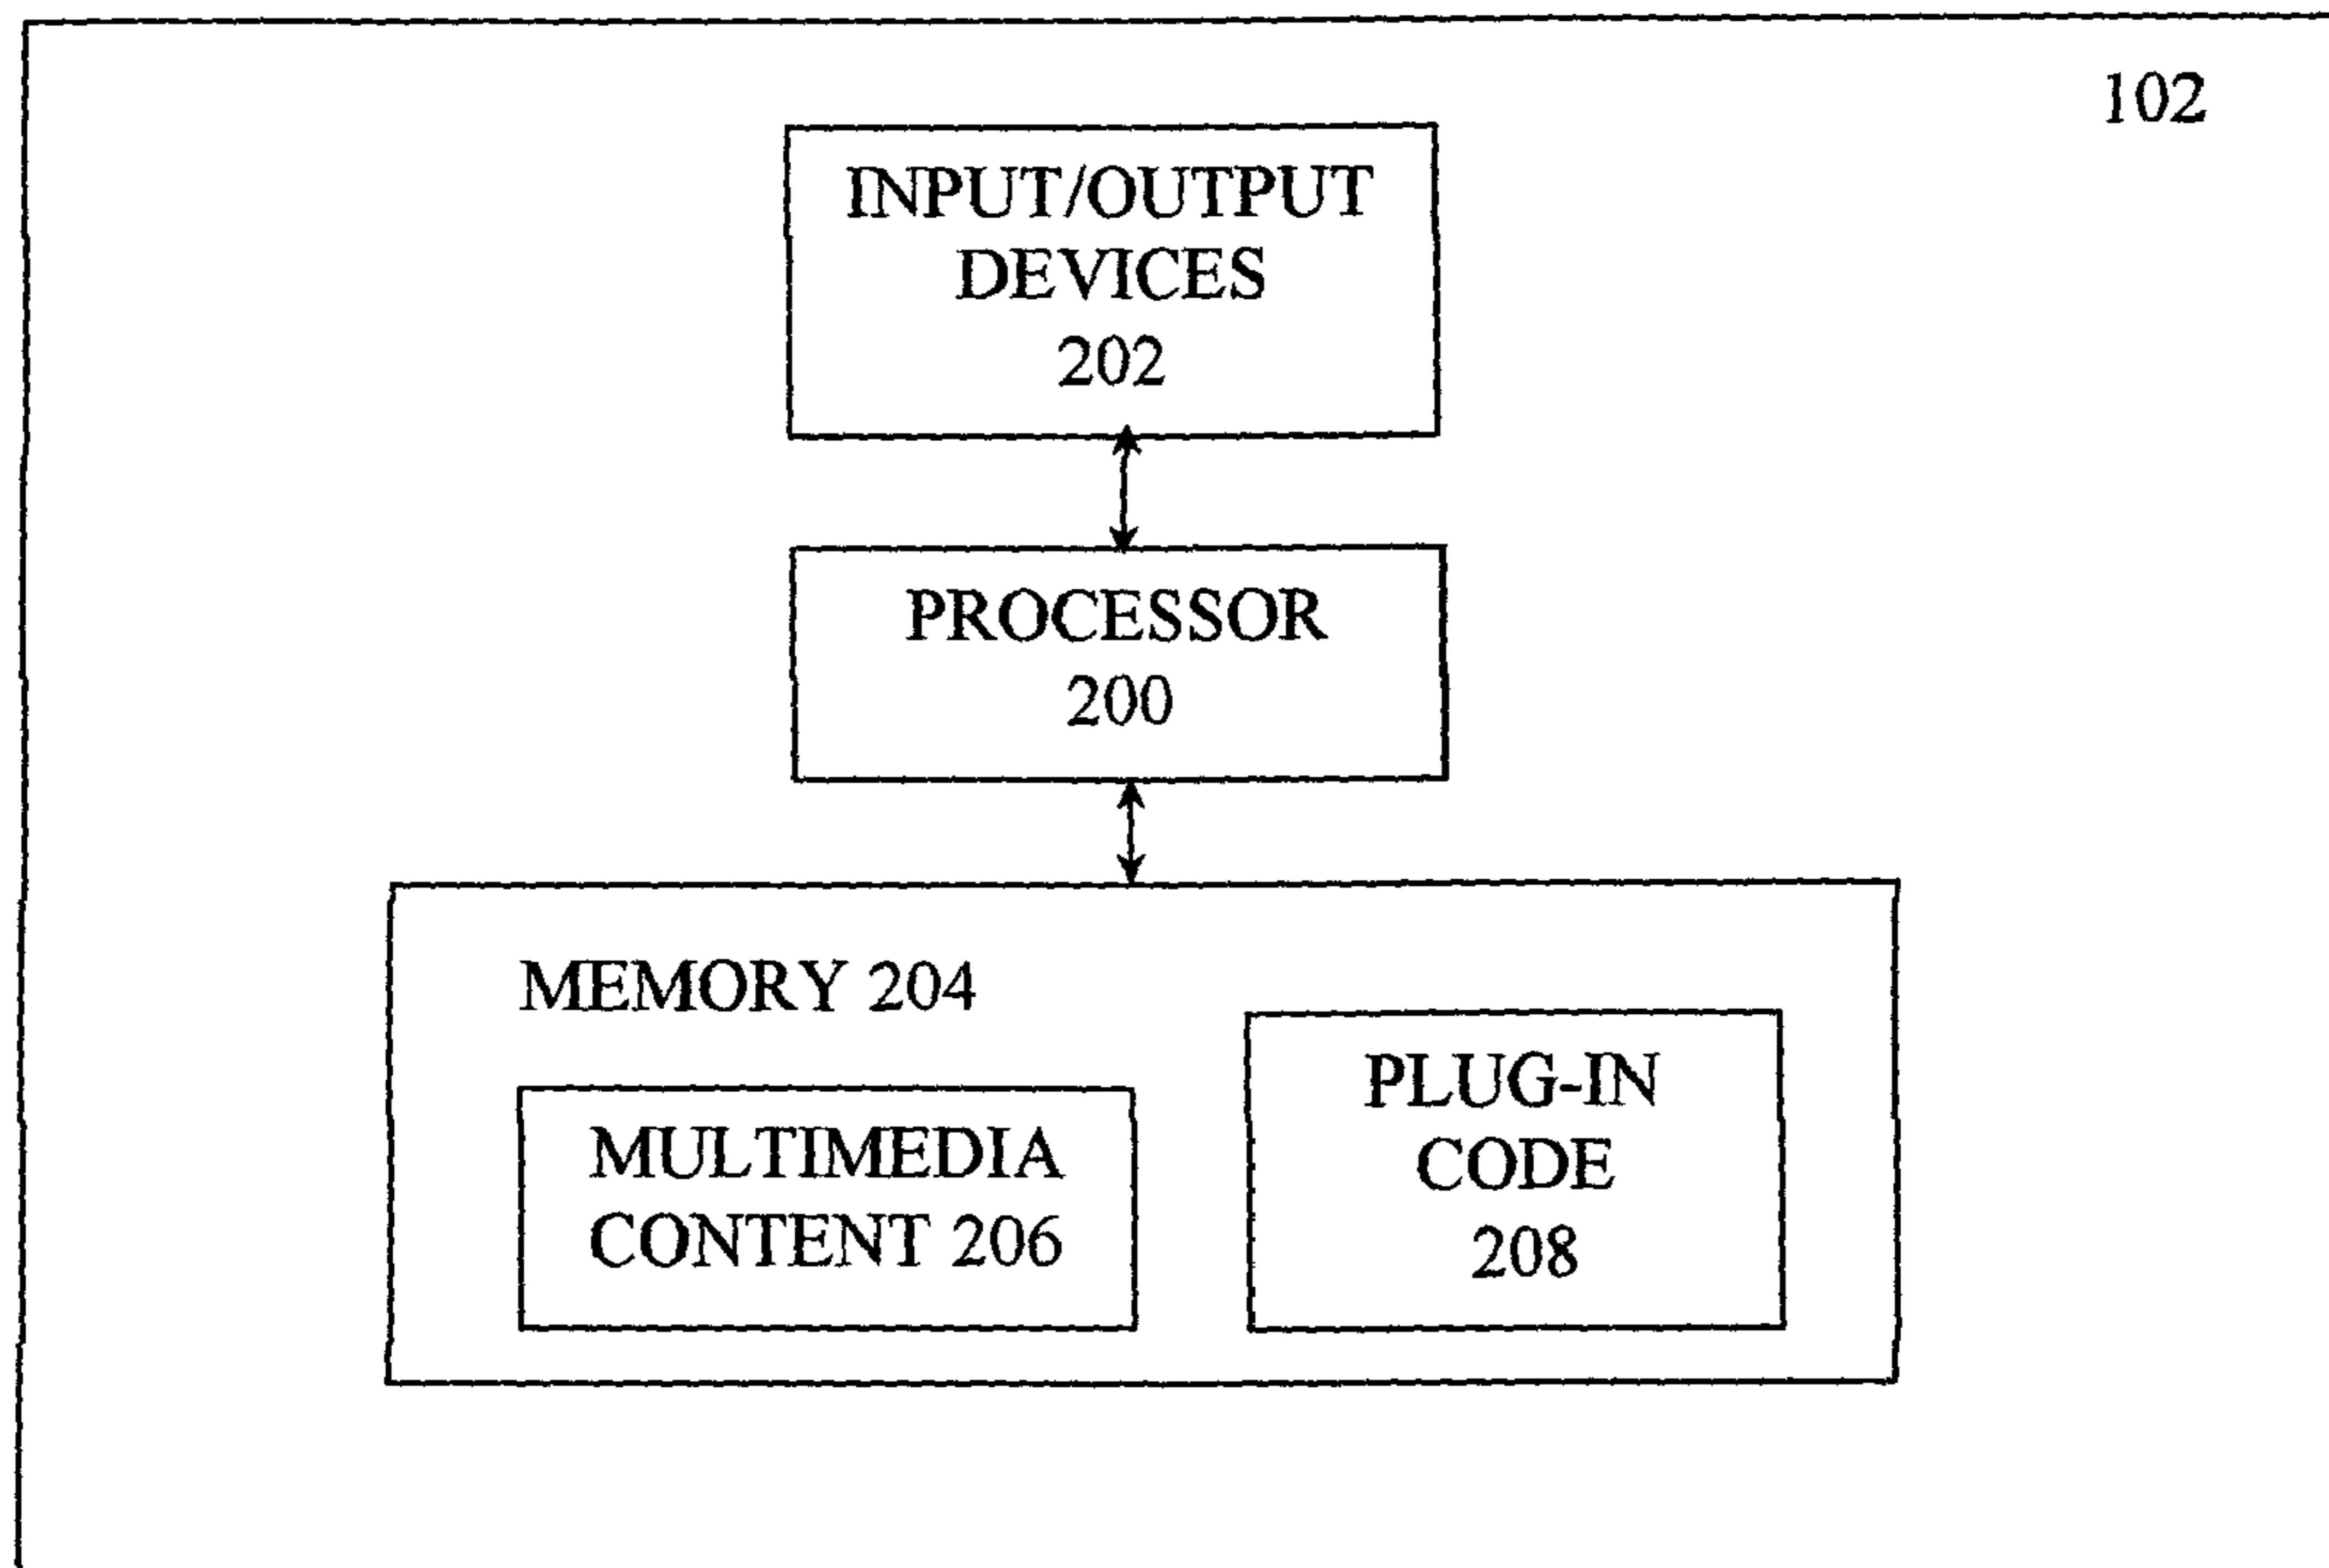 102
INPUT/OUTPUT
DEVICES
202
PROCESSOR
200
MEMORY 204
MULTIMEDIA
CONTENT 206
PLUG-IN
CODE
208